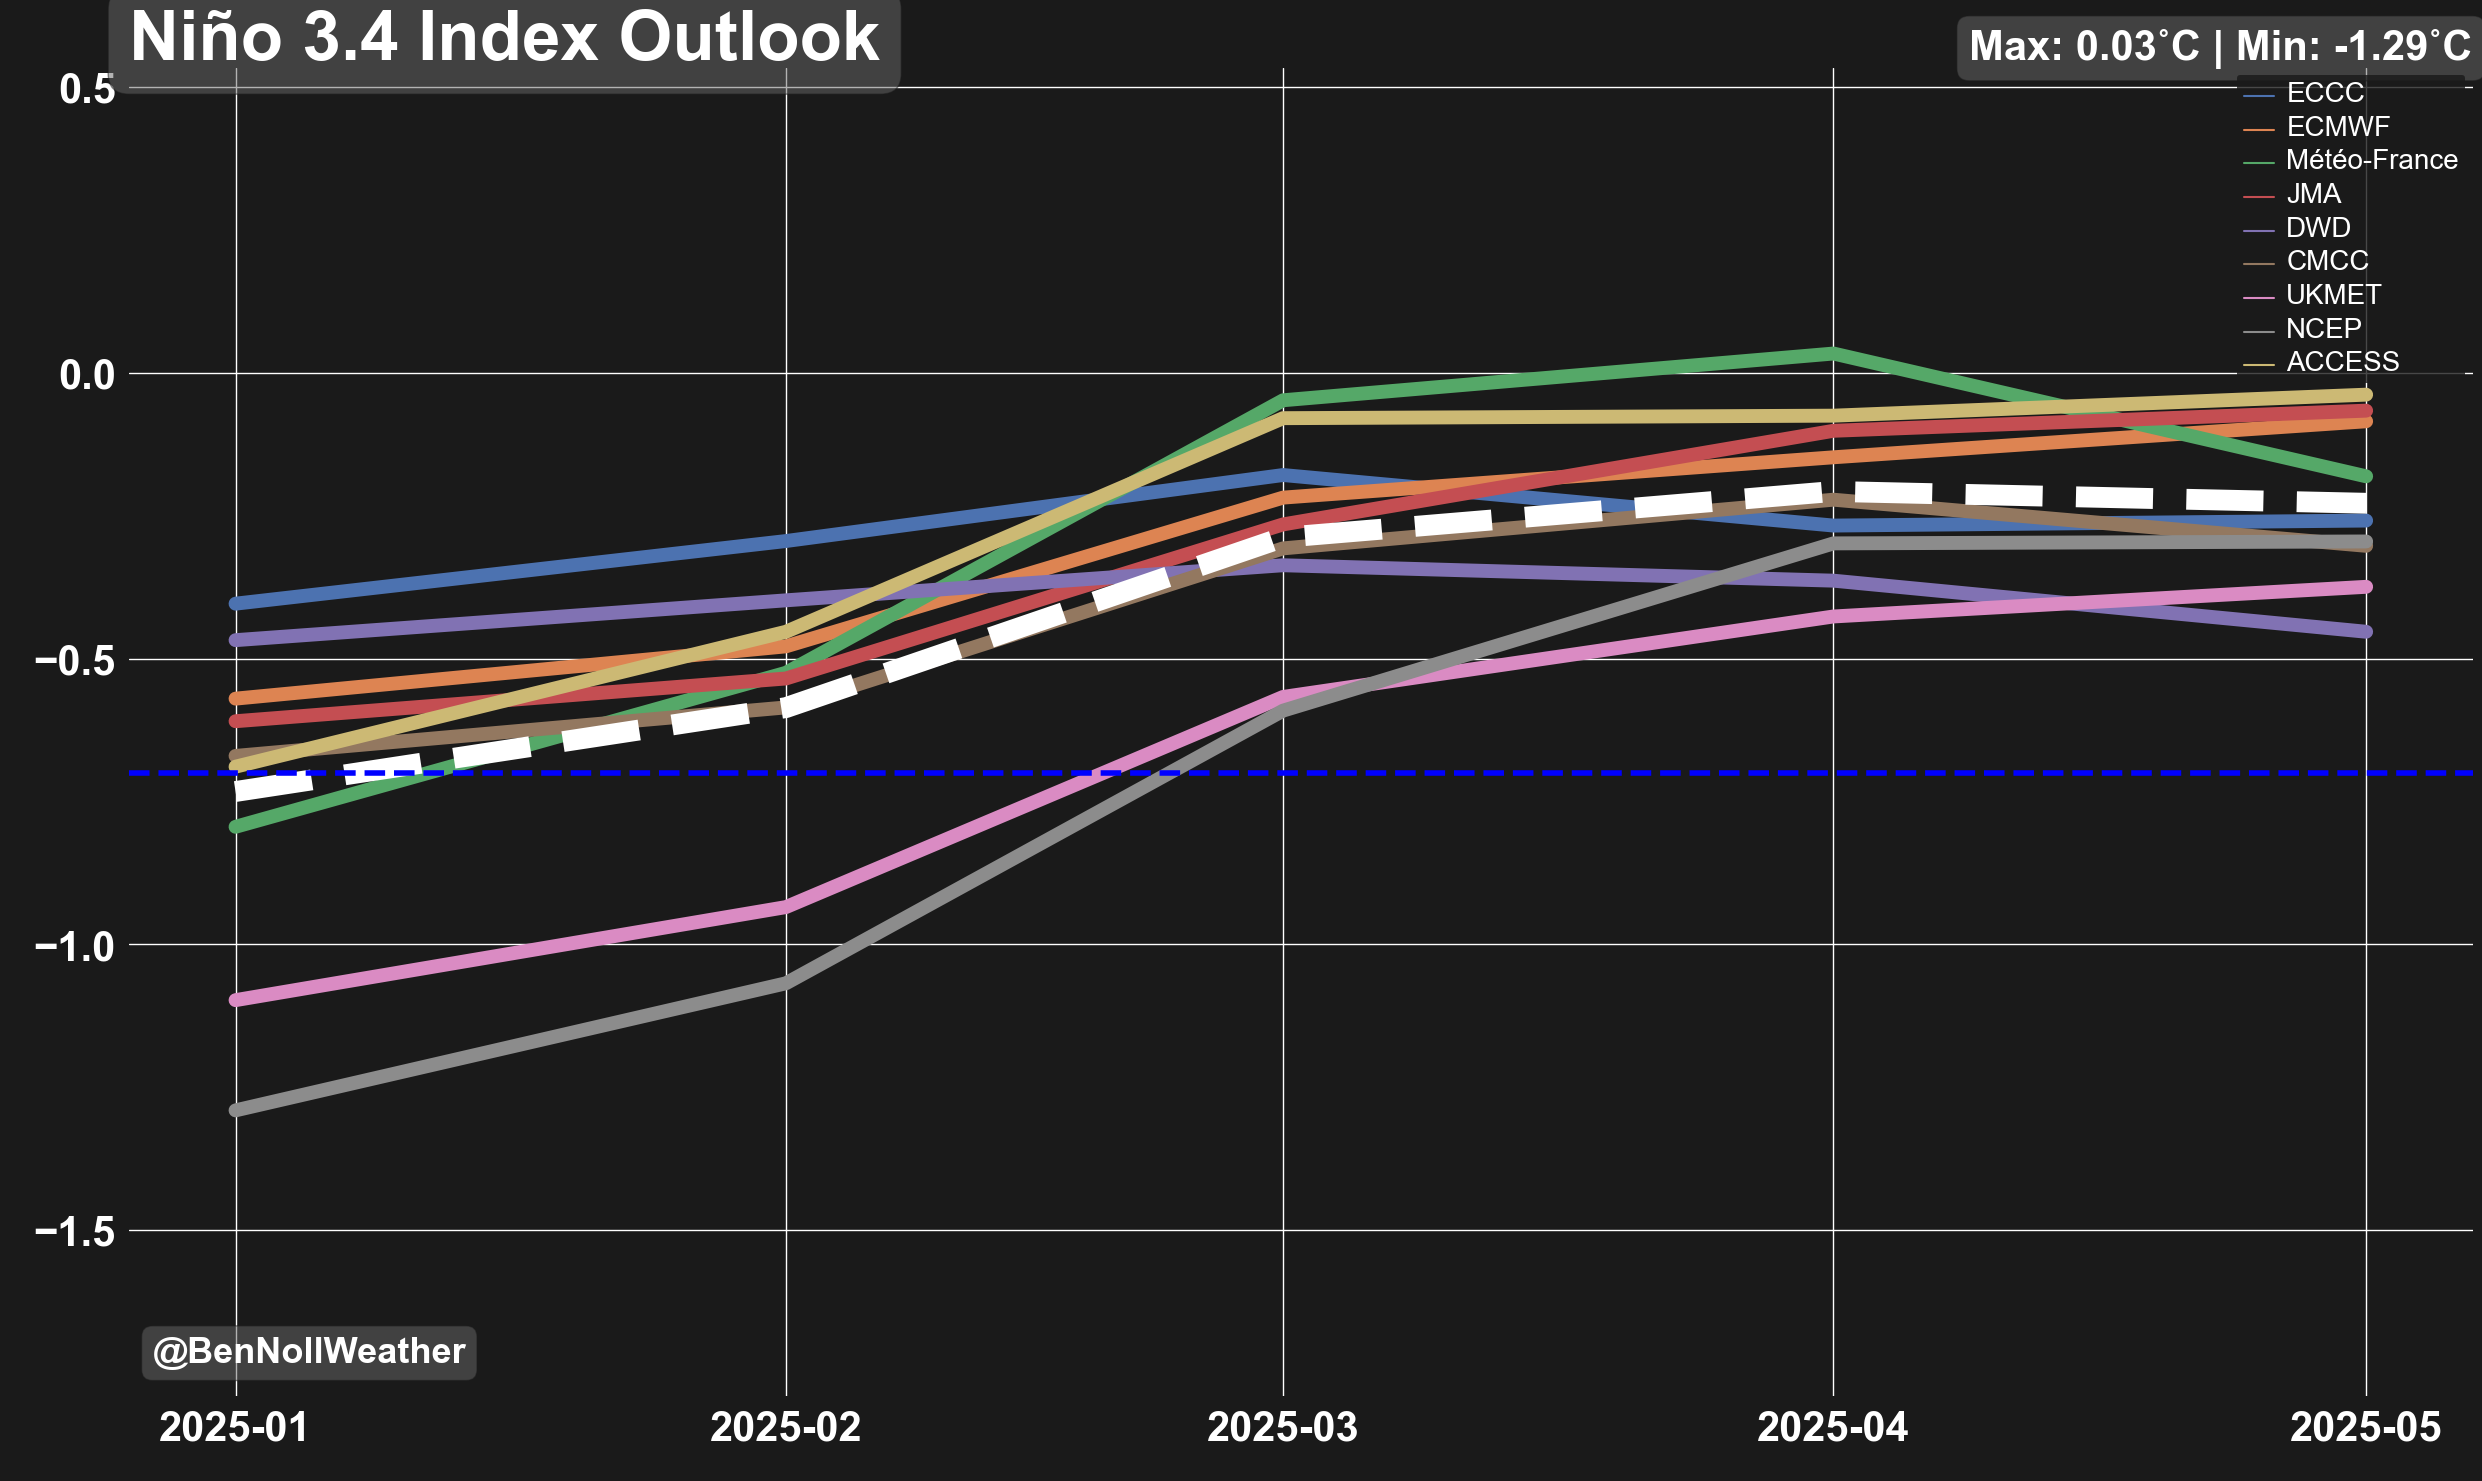 Niño 3.4 Index Outlook
Max: 0.03˚C | Min: -1.29˚C
ECCC
ECMWF
Météo-France
JMA
DWD
CMCC
UKMET
NCEP
ACCESS
0.5
0.0
−0.5
−1.0
−1.5
@BenNollWeather
2025-01
2025-02
2025-03
2025-04
2025-05